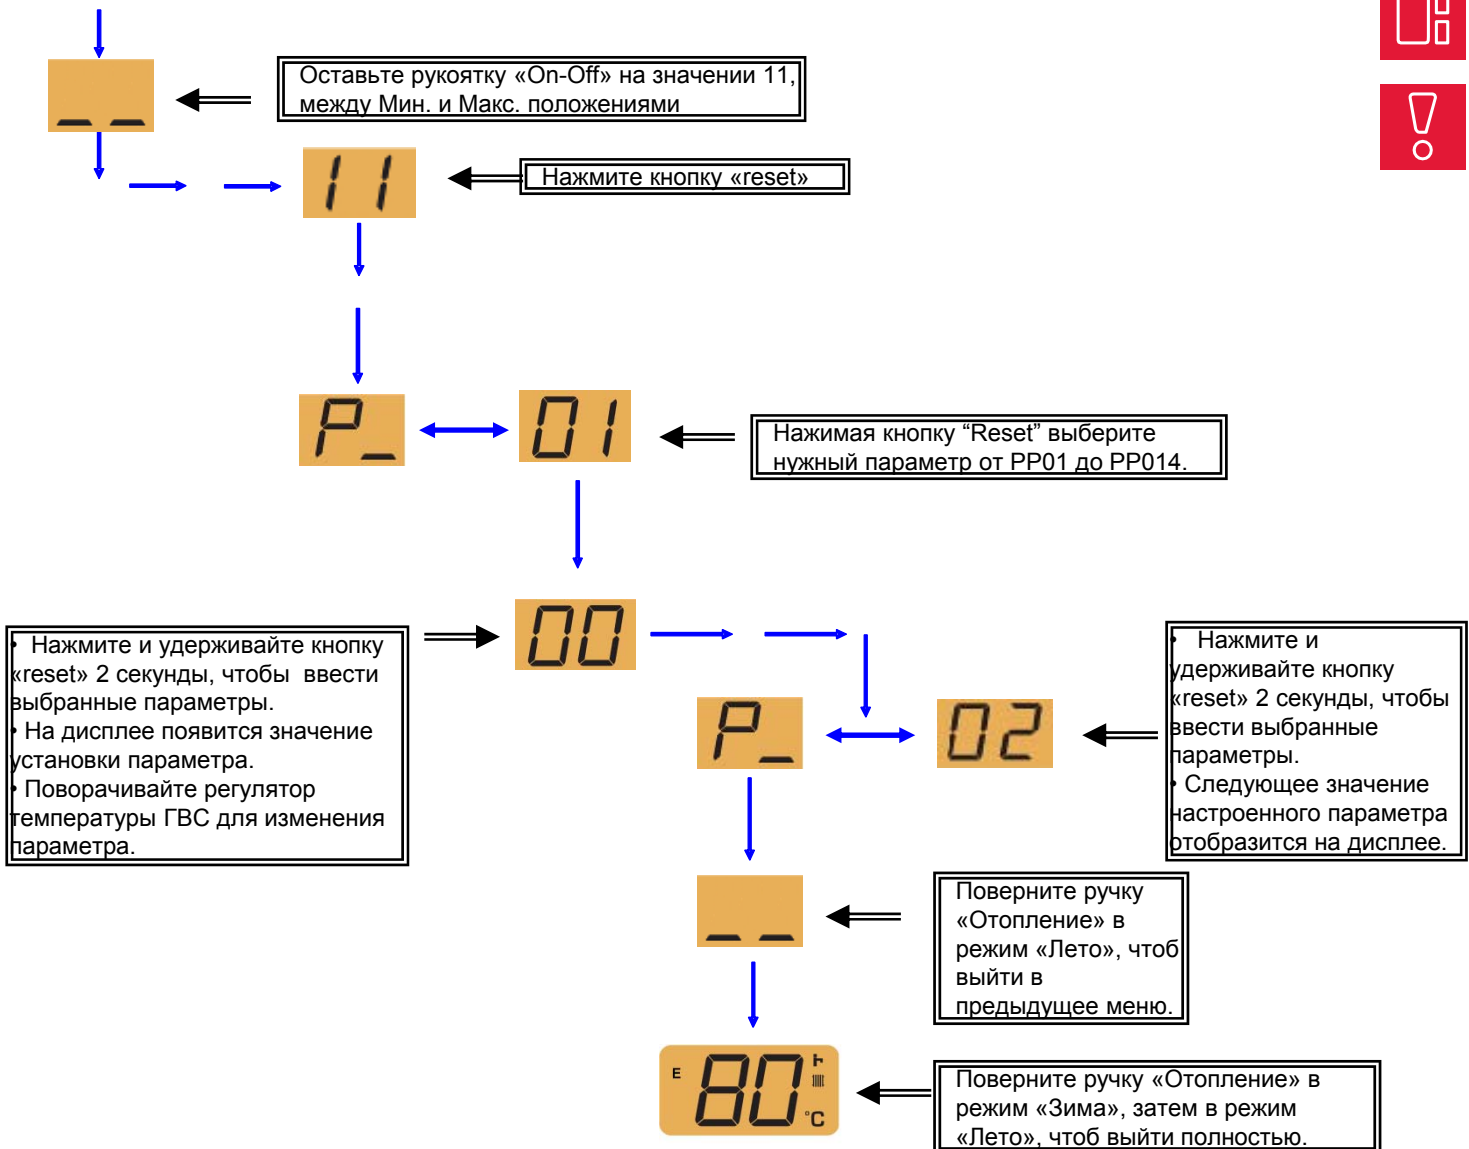 Оставьте рукоятку «On-Off» на значении 11,
между Мин. и Макс. положениями
_ _
11
Нажмите кнопку «reset»
P_
01
Нажимая кнопку “Reset” выберите
нужный параметр от РР01 до РР014.
00
• Нажмите и удерживайте кнопку
«reset» 2 секунды, чтобы ввести
выбранные параметры.
• На дисплее появится значение
установки параметра.
• Поворачивайте регулятор
температуры ГВС для изменения
параметра.
P_
02
• Нажмите и
удерживайте кнопку
«reset» 2 секунды, чтобы
ввести выбранные
параметры.
• Следующее значение
настроенного параметра
отобразится на дисплее.
_ _
Поверните ручку
«Отопление» в
режим «Лето», чтоб
выйти в
предыдущее меню.
E 80 °C
Поверните ручку «Отопление» в
режим «Зима», затем в режим
«Лето», чтоб выйти полностью.